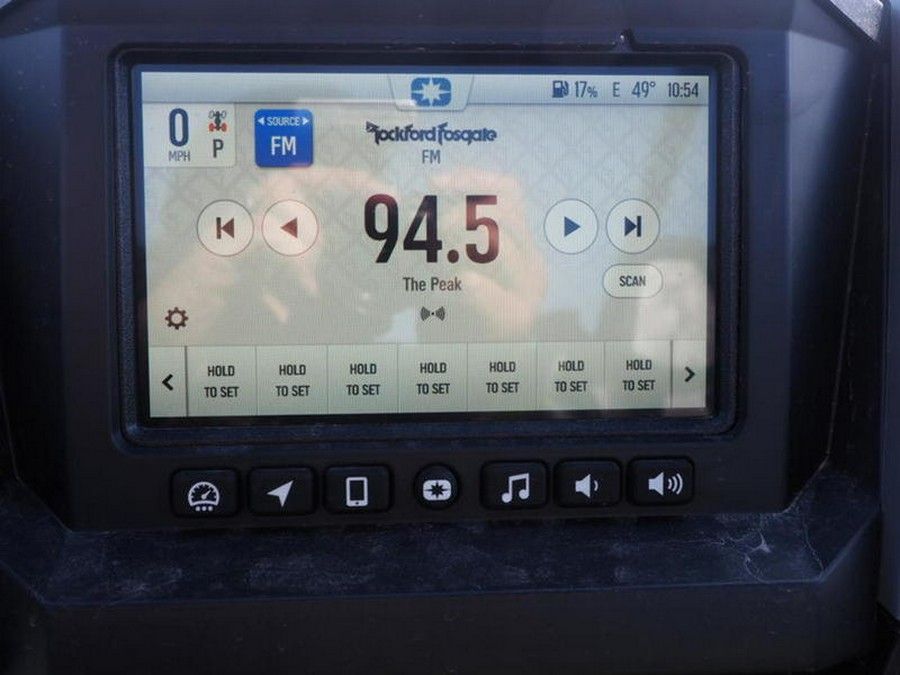 17% E 49° 10:54
0
MPH
P
SOURCE
FM
Rockford Fosgate
FM
94.5
The Peak
SCAN
HOLD TO SET
HOLD TO SET
HOLD TO SET
HOLD TO SET
HOLD TO SET
HOLD TO SET
HOLD TO SET